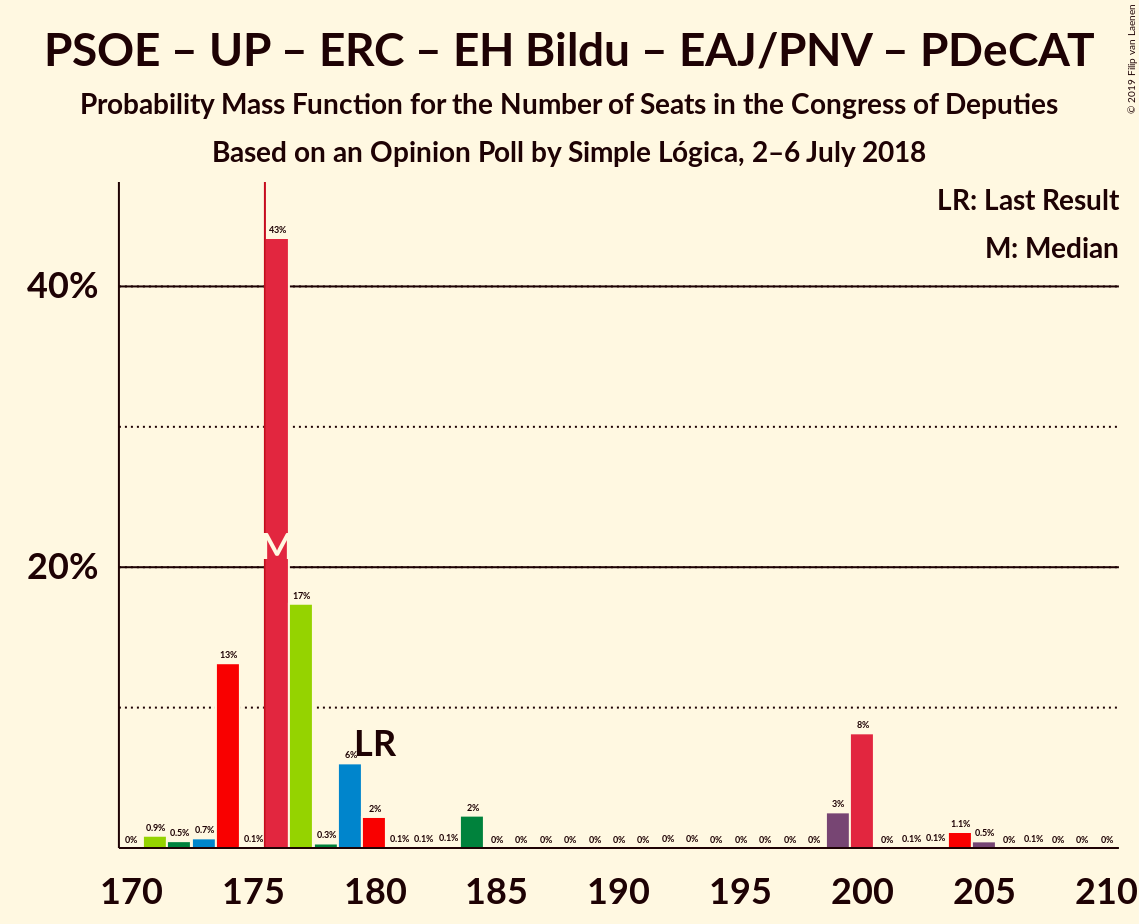 PSOE – UP – ERC – EH Bildu – EAJ/PNV – PDeCAT
Probability Mass Function for the Number of Seats in the Congress of Deputies
Based on an Opinion Poll by Simple Lógica, 2–6 July 2018
© 2019 Filip van Laenen
LR: Last Result
M: Median
40%
20%
0% 0.9% 0.5% 0.7% 13% 0.1% 43% 17% 0.3% 6% 2% 0.1% 0.1% 0.1% 2% 0% 0% 0% 0% 0% 0% 0% 0% 0% 0% 0% 0% 0% 0% 3% 8% 0% 0.1% 0.1% 1.1% 0.5% 0% 0.1% 0% 0% 0%
M
LR
170 175 180 185 190 195 200 205 210